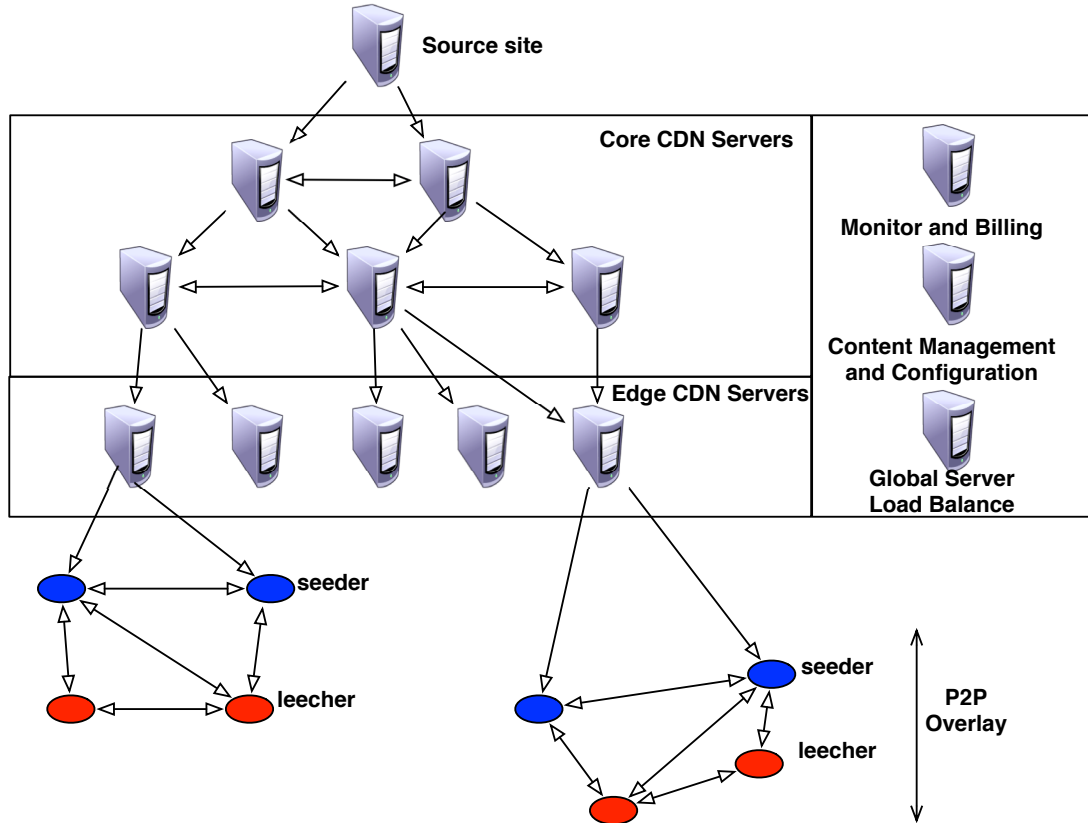 Source site
Core CDN Servers
Monitor and Billing
Content Management
and Configuration
Edge CDN Servers
Global Server
Load Balance
seeder
leecher
seeder
leecher
P2P
Overlay